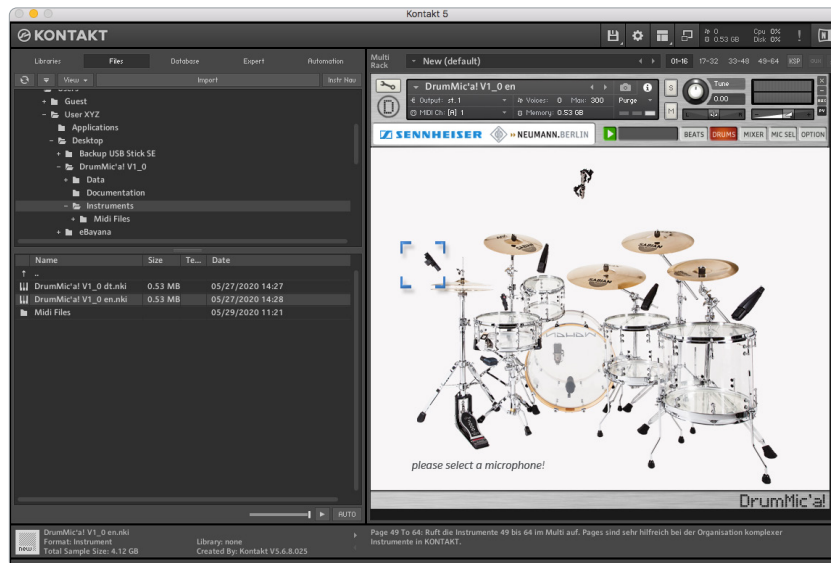 Kontakt 5
KONTAKT
0
0.53 GB
Cpu 0%
Disk 0%
!
Libraries Files Database Expert Automation
View Import Instr Nav
Users
+ Guest
- User XYZ
Applications
- Desktop
+ Backup USB Stick SE
- DrumMic'a! V1_0
+ Data
Documentation
- Instruments
+ Midi Files
+ eBayana
Name Size Te... Date
..
DrumMic'a! V1_0 dt.nki 0.53 MB 05/27/2020 14:27
DrumMic'a! V1_0 en.nki 0.53 MB 05/27/2020 14:28
Midi Files 05/29/2020 11:21
AUTO
Multi
Rack
New (default) 01-16 17-32 33-48 49-64 KSP
DrumMic'a! V1_0 en
Output: st.1 Voices: 0 Max: 300 Purge
MIDI Ch: [A] 1 Memory: 0.53 GB
S
M
Tune
0.00
AUX
PV
SENNHEISER NEUMANN.BERLIN BEATS DRUMS MIXER MIC SEL OPTION
SABIAN
SABIAN
please select a microphone!
DrumMic'a!
new
DrumMic'a! V1_0 en.nki
Format: Instrument Library: none
Total Sample Size: 4.12 GB Created By: Kontakt V5.6.8.025
Page 49 To 64: Ruft die Instrumente 49 bis 64 im Multi auf. Pages sind sehr hilfreich bei der Organisation komplexer
Instrumente in KONTAKT.